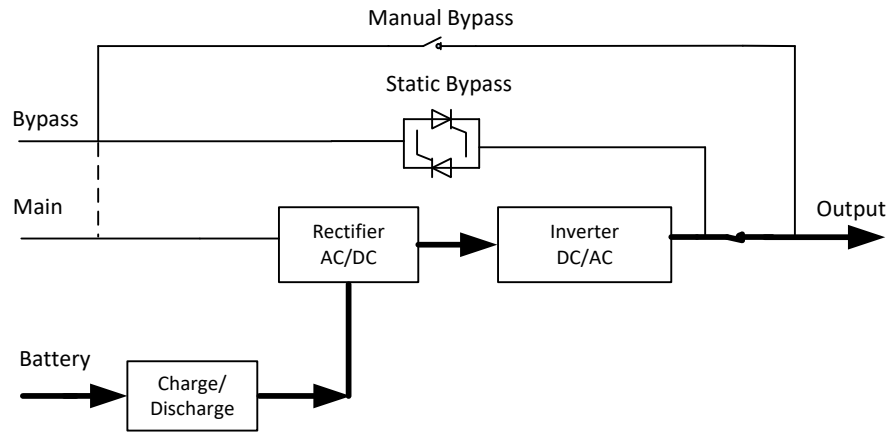 Manual Bypass
Static Bypass
Bypass
Main
Rectifier
AC/DC
Inverter
DC/AC
Output
Battery
Charge/
Discharge